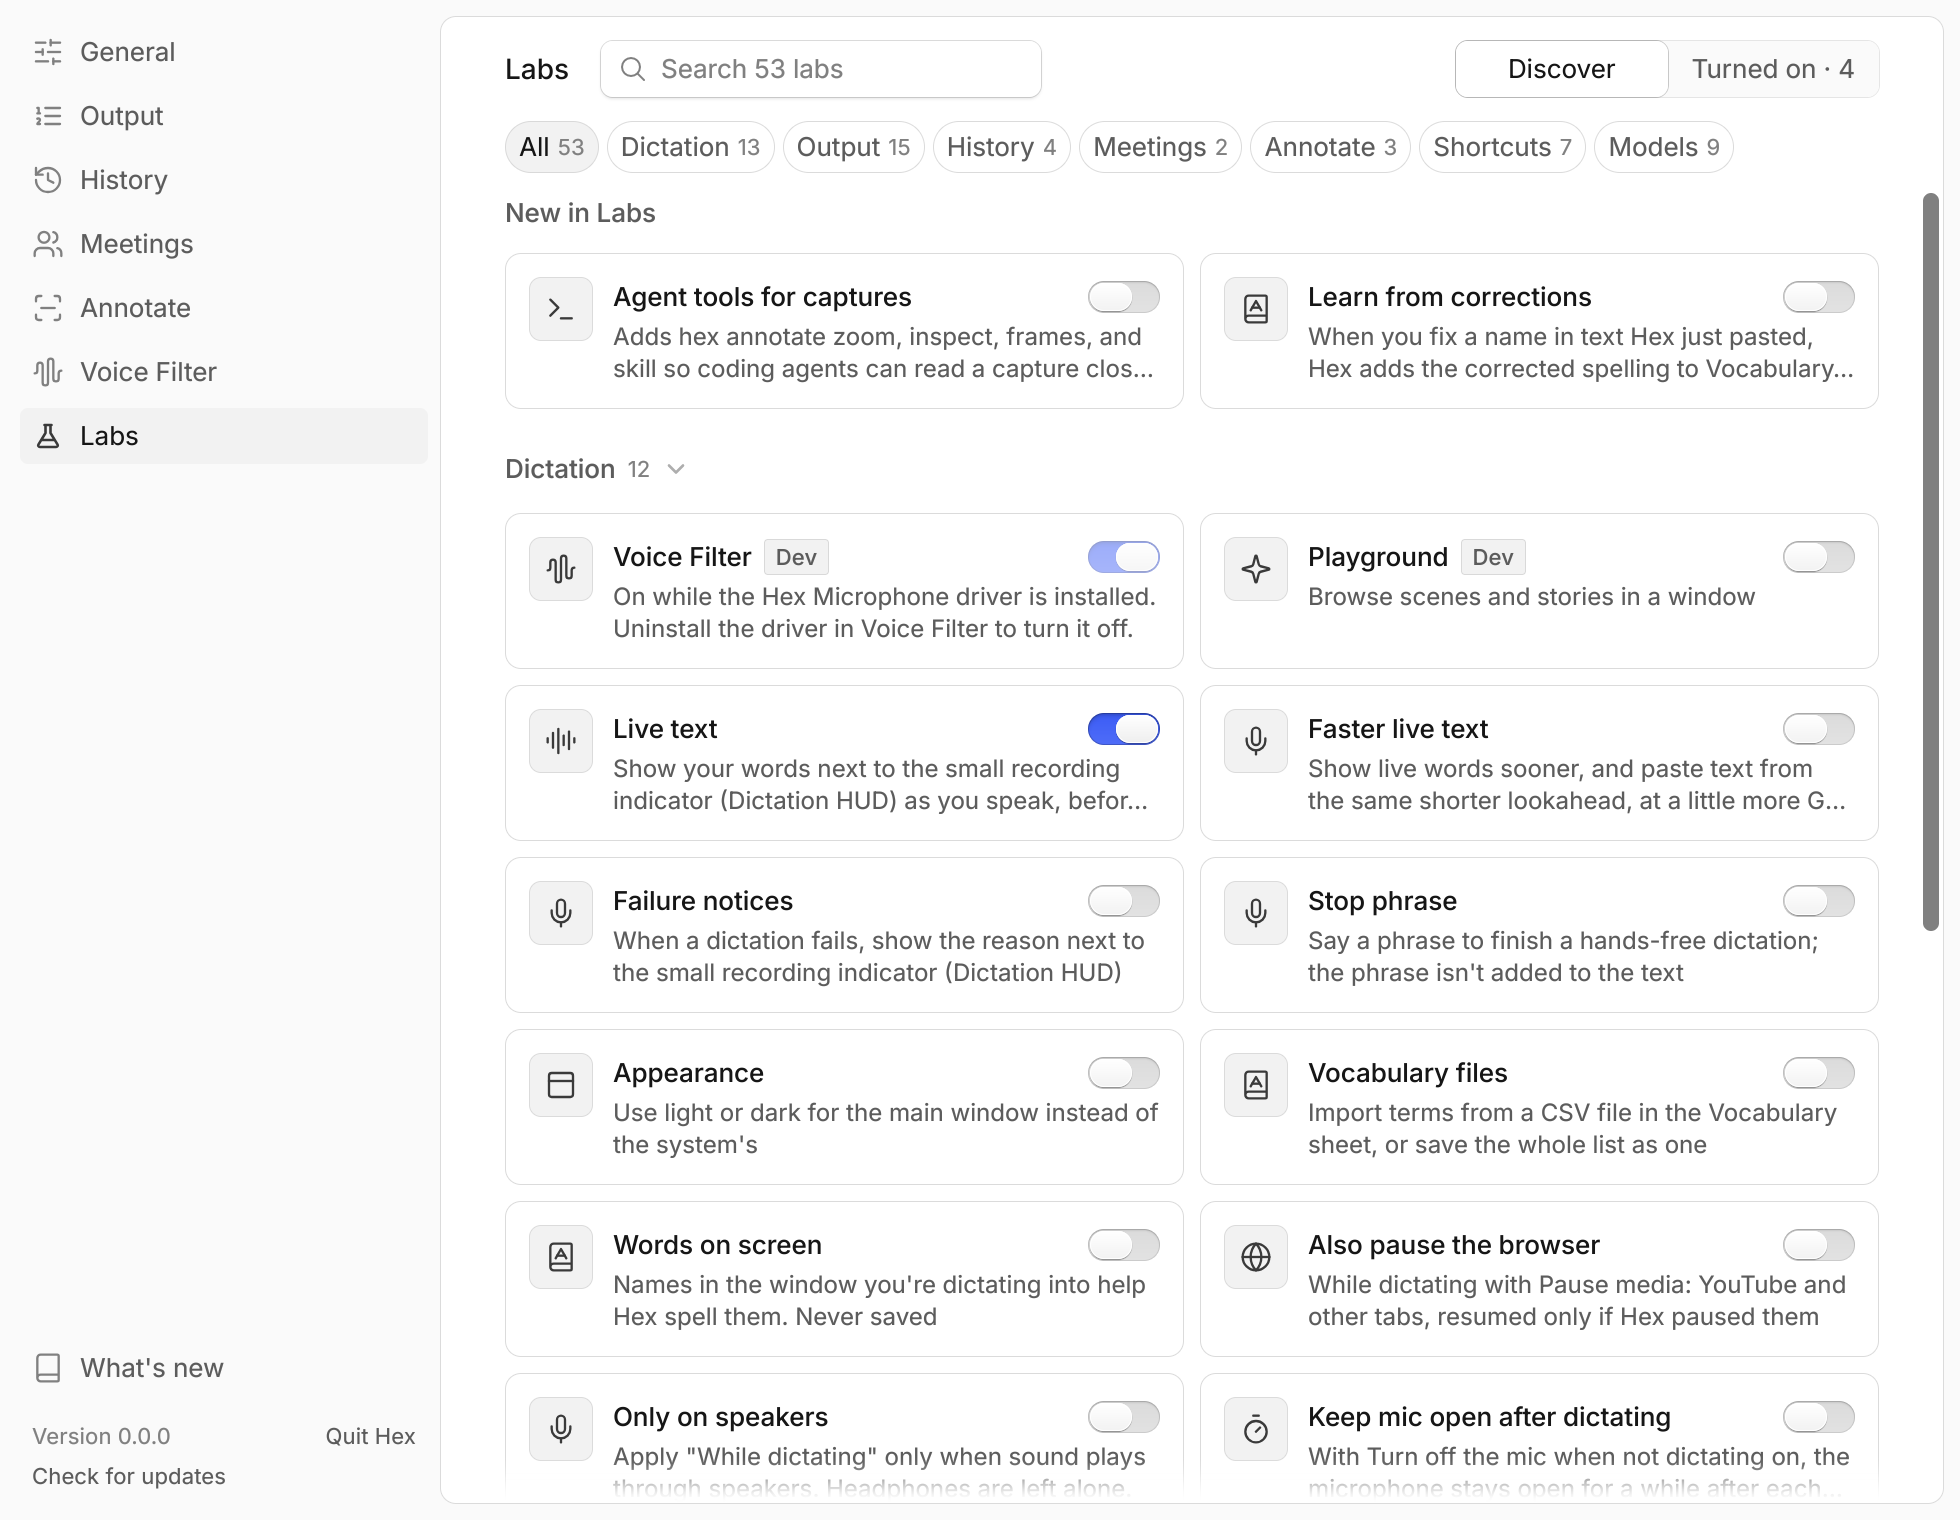 General
Output
History
Meetings
Annotate
Voice Filter
Labs
What's new
Version 0.0.0
Quit Hex
Check for updates
Labs
Search 53 labs
Discover
Turned on · 4
All 53
Dictation 13
Output 15
History 4
Meetings 2
Annotate 3
Shortcuts 7
Models 9
New in Labs
Agent tools for captures
Adds hex annotate zoom, inspect, frames, and
skill so coding agents can read a capture clos...
Learn from corrections
When you fix a name in text Hex just pasted,
Hex adds the corrected spelling to Vocabulary...
Dictation 12
Voice Filter Dev
On while the Hex Microphone driver is installed.
Uninstall the driver in Voice Filter to turn it off.
Playground Dev
Browse scenes and stories in a window
Live text
Show your words next to the small recording
indicator (Dictation HUD) as you speak, befor...
Faster live text
Show live words sooner, and paste text from
the same shorter lookahead, at a little more G...
Failure notices
When a dictation fails, show the reason next to
the small recording indicator (Dictation HUD)
Stop phrase
Say a phrase to finish a hands-free dictation;
the phrase isn't added to the text
Appearance
Use light or dark for the main window instead of
the system's
Vocabulary files
Import terms from a CSV file in the Vocabulary
sheet, or save the whole list as one
Words on screen
Names in the window you're dictating into help
Hex spell them. Never saved
Also pause the browser
While dictating with Pause media: YouTube and
other tabs, resumed only if Hex paused them
Only on speakers
Apply "While dictating" only when sound plays
through speakers. Headphones are left alone.
Keep mic open after dictating
With Turn off the mic when not dictating on, the
microphone stays open for a while after each...